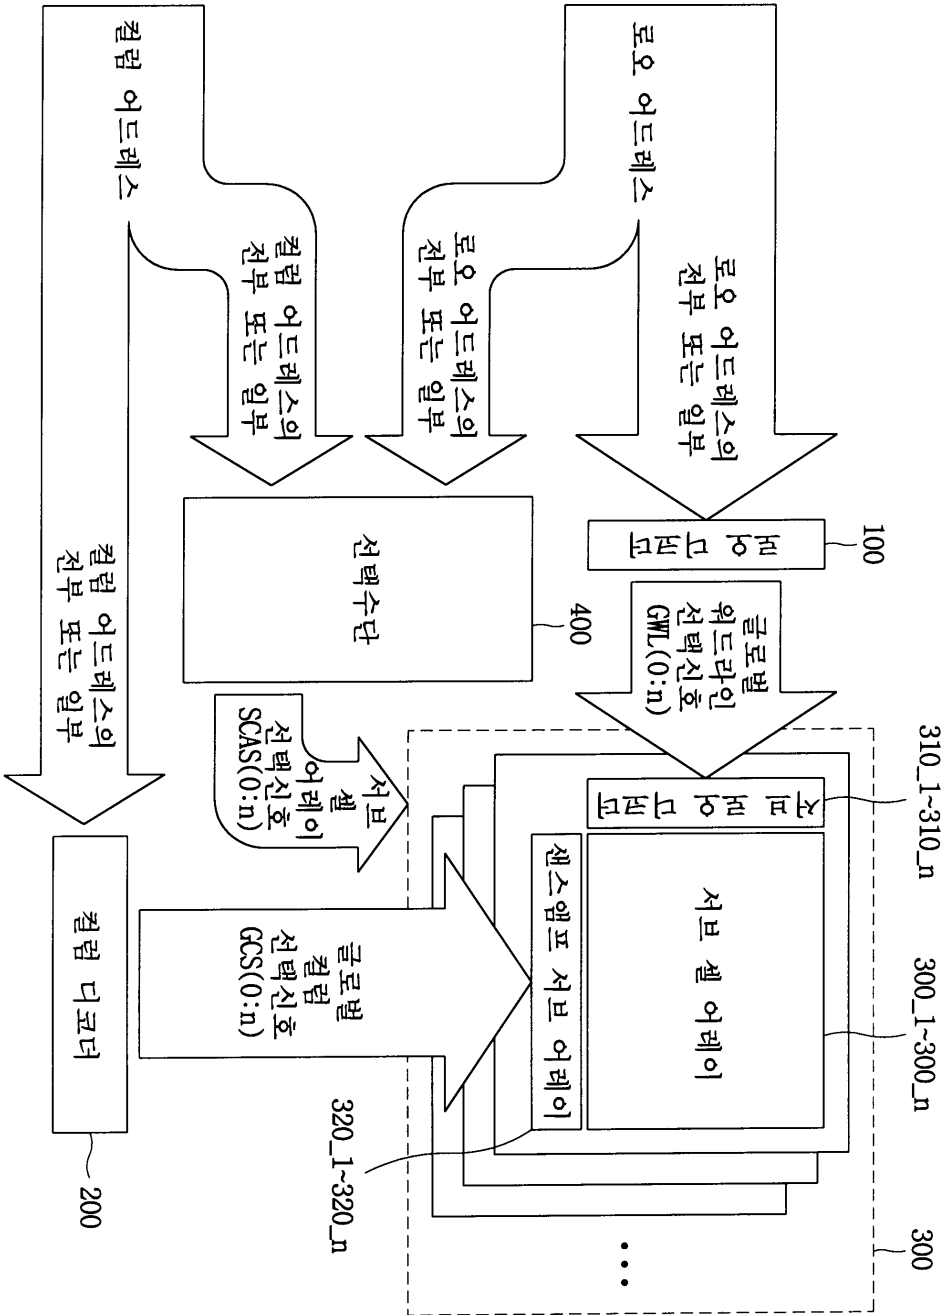 로오 어드레스
로오 어드레스의
전부 또는 일부
로오 디코더
100
글로벌
워드라인
선택신호
GWL(0:n)
310_1~310_n
서브 로오 디코더
서브 셀 어레이
300_1~300_n
300
로오 어드레스의
전부 또는 일부
컬럼 어드레스의
전부 또는 일부
선택수단
400
서브
셀
어레이
선택신호
SCAS(0:n)
샌스앰프 서브 어레이
320_1~320_n
...
컬럼 어드레스
컬럼 어드레스의
전부 또는 일부
컬럼 디코더
200
글로벌
컬럼
선택신호
GCS(0:n)